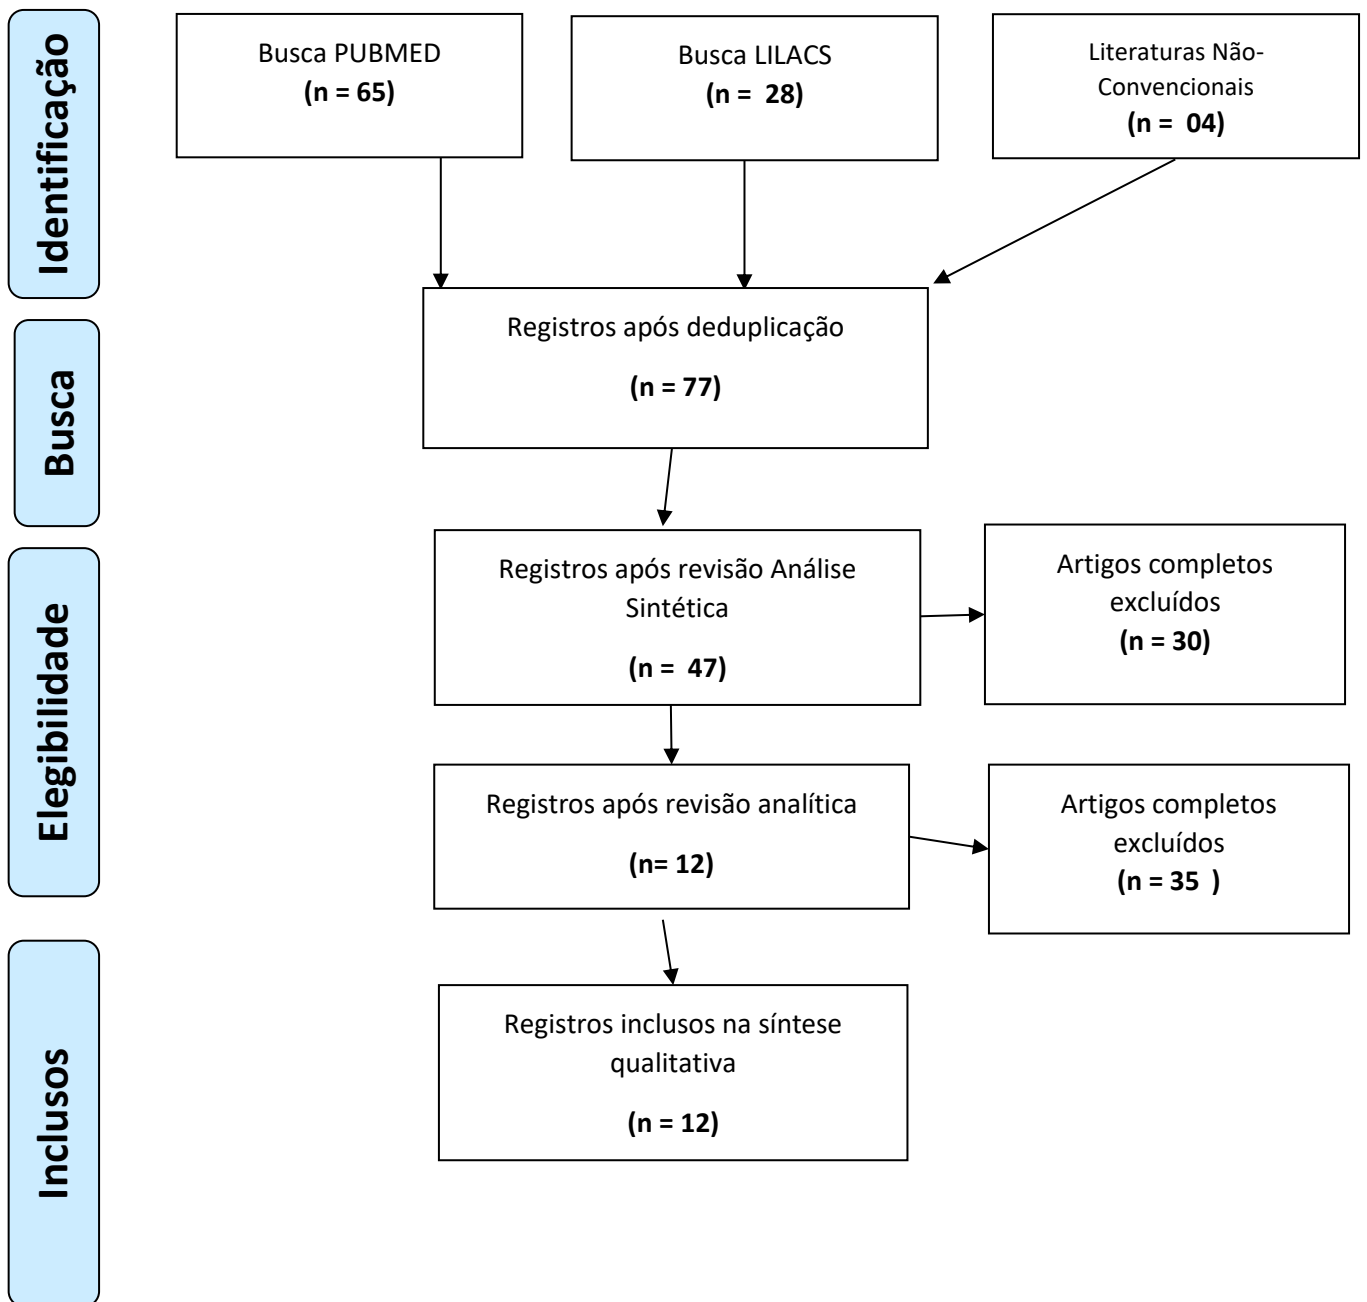 Identificação
Busca PUBMED
(n = 65)
Busca LILACS
(n = 28)
Literaturas Não-
Convencionais
(n = 04)
Busca
Registros após deduplicação
(n = 77)
Elegibilidade
Registros após revisão Análise
Sintética
(n = 47)
Artigos completos
excluídos
(n = 30)
Registros após revisão analítica
(n= 12)
Artigos completos
excluídos
(n = 35 )
Inclusos
Registros inclusos na síntese
qualitativa
(n = 12)